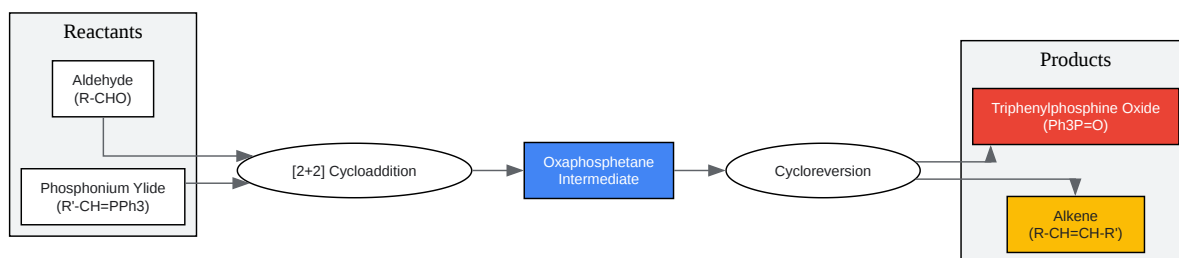 Reactants
Aldehyde
(R-CHO)
Phosphonium Ylide
(R'-CH=PPh3)
[2+2] Cycloaddition
Oxaphosphetane
Intermediate
Cycloreversion
Products
Triphenylphosphine Oxide
(Ph3P=O)
Alkene
(R-CH=CH-R')